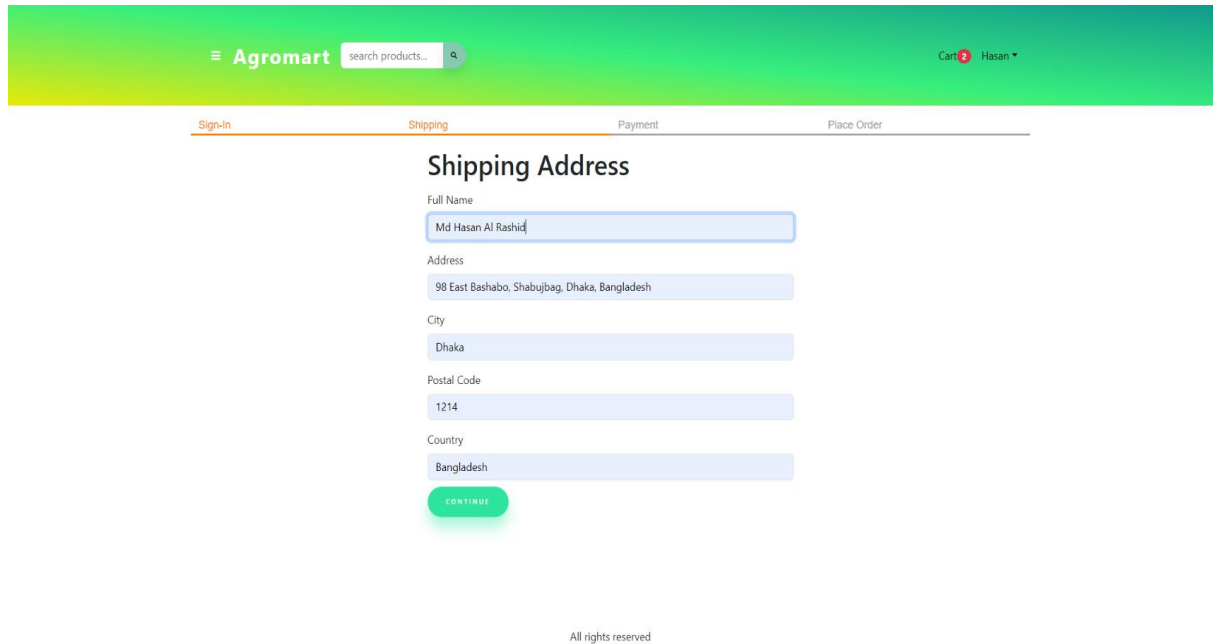 ≡ Agromart search products... Cart 2 Hasan
Sign-In Shipping Payment Place Order
Shipping Address
Full Name
Md Hasan Al Rashid
Address
98 East Bashabo, Shabujbag, Dhaka, Bangladesh
City
Dhaka
Postal Code
1214
Country
Bangladesh
CONTINUE
All rights reserved